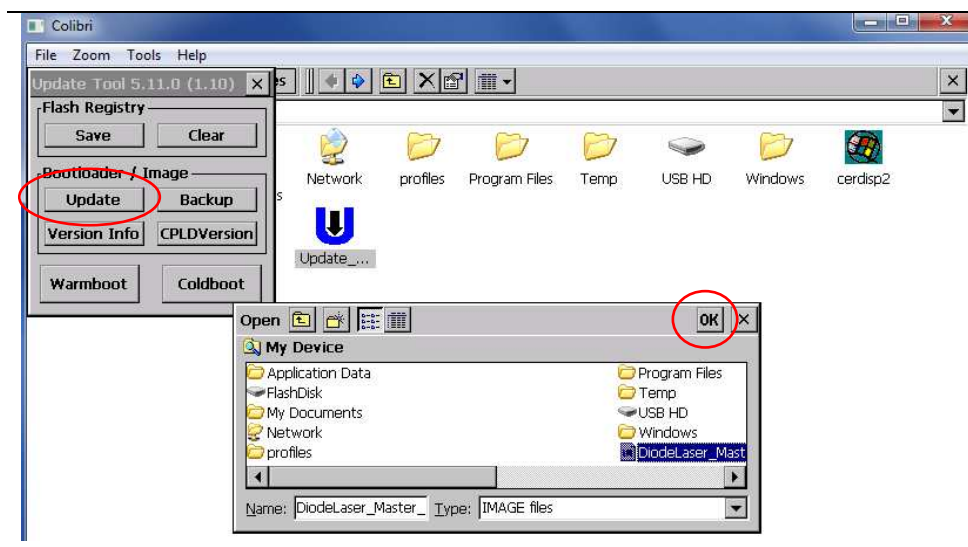 Colibri
File Zoom Tools Help
Update Tool 5.11.0 (1.10)
Flash Registry
Save Clear
Bootloader / Image
Update Backup
Version Info CPLDVersion
Warmboot Coldboot
Network profiles Program Files Temp USB HD Windows cerdisp2
Update_...
Open OK
My Device
Application Data Program Files
FlashDisk Temp
My Documents USB HD
Network Windows
profiles DiodeLaser_Mast
Name: DiodeLaser_Master_ Type: IMAGE files